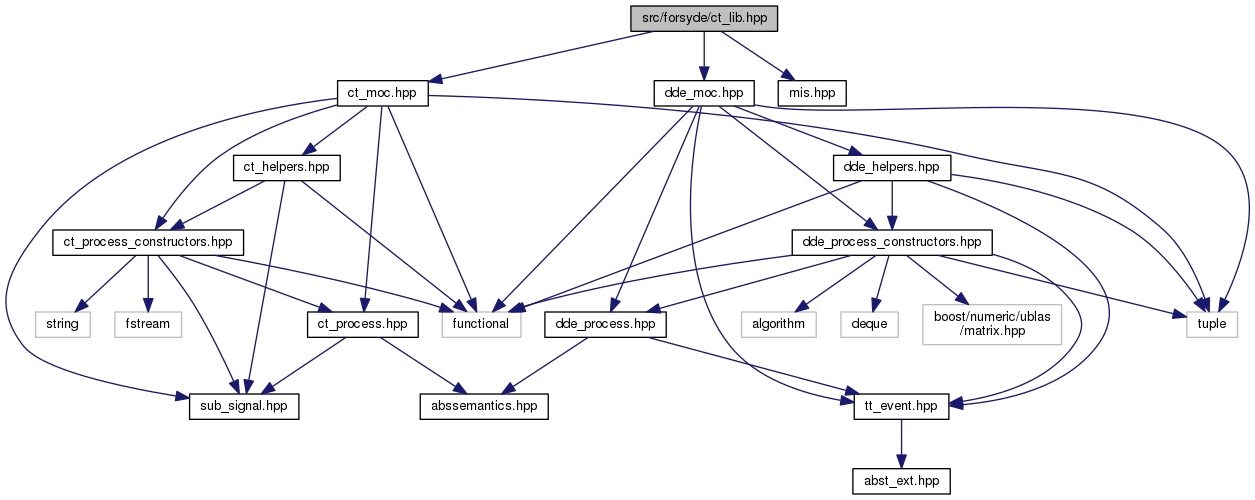 src/forsyde/ct_lib.hpp
ct_moc.hpp
dde_moc.hpp
mis.hpp
ct_helpers.hpp
dde_helpers.hpp
ct_process_constructors.hpp
dde_process_constructors.hpp
string
fstream
ct_process.hpp
functional
dde_process.hpp
algorithm
deque
boost/numeric/ublas
/matrix.hpp
tuple
sub_signal.hpp
abssemantics.hpp
tt_event.hpp
abst_ext.hpp